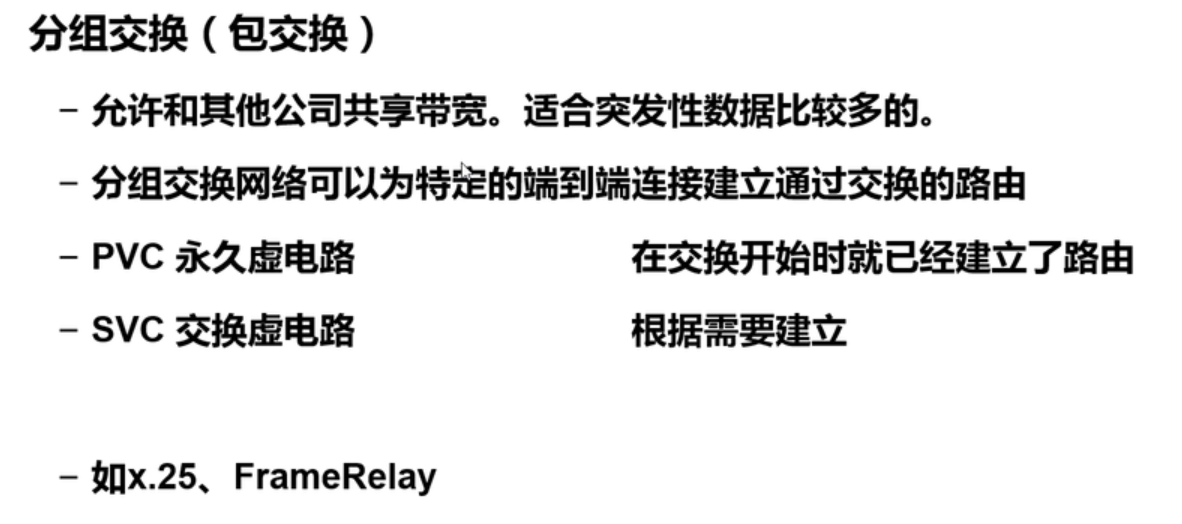 分组交换（包交换）
– 允许和其他公司共享带宽。适合突发性数据比较多的。
– 分组交换网络可以为特定的端到端连接建立通过交换的路由
– PVC 永久虚电路 在交换开始时就已经建立了路由
– SVC 交换虚电路 根据需要建立
– 如x.25、FrameRelay